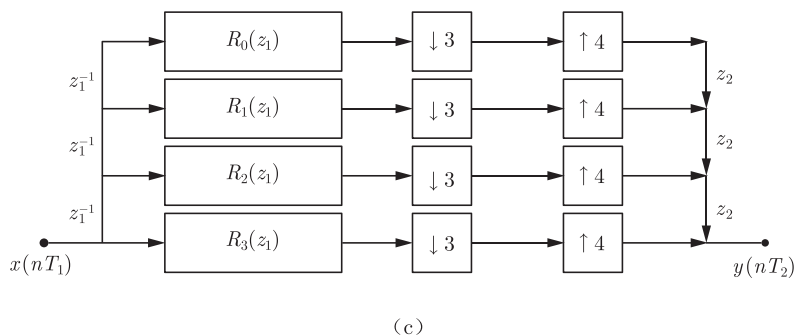 R₀(z₁) ↓ 3 ↑ 4
z₁⁻¹ z₂
R₁(z₁) ↓ 3 ↑ 4
z₁⁻¹ z₂
R₂(z₁) ↓ 3 ↑ 4
z₁⁻¹ z₂
R₃(z₁) ↓ 3 ↑ 4
x(nT₁) y(nT₂)
(c)